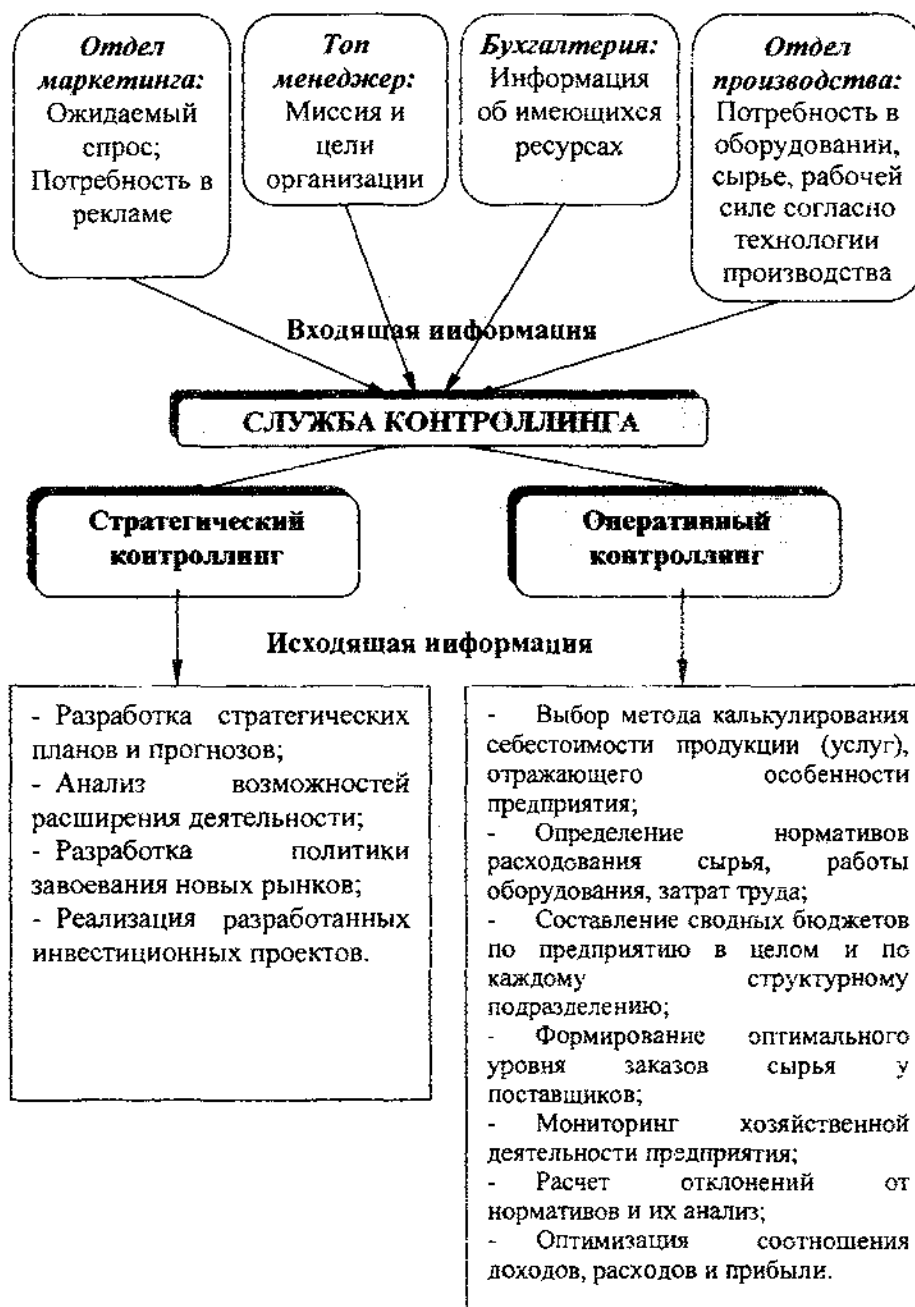 Отдел
маркетинга:
Ожидаемый
спрос;
Потребность в
рекламе
Топ
менеджер:
Миссия и
цели
организации
Бухгалтерия:
Информация
об имеющихся
ресурсах
Отдел
производства:
Потребность в
оборудовании,
сырье, рабочей
силе согласно
технологии
производства
Входящая информация
СЛУЖБА КОНТРОЛЛИНГА
Стратегический
контроллинг
Оперативный
контроллинг
Исходящая информация
- Разработка стратегических
планов и прогнозов;
- Анализ возможностей
расширения деятельности;
- Разработка политики
завоевания новых рынков;
- Реализация разработанных
инвестиционных проектов.
- Выбор метода калькулирования
себестоимости продукции (услуг),
отражающего особенности
предприятия;
- Определение нормативов
расходования сырья, работы
оборудования, затрат труда;
- Составление сводных бюджетов
по предприятию в целом и по
каждому структурному
подразделению;
- Формирование оптимального
уровня заказов сырья у
поставщиков;
- Мониторинг хозяйственной
деятельности предприятия;
- Расчет отклонений от
нормативов и их анализ;
- Оптимизация соотношения
доходов, расходов и прибыли.